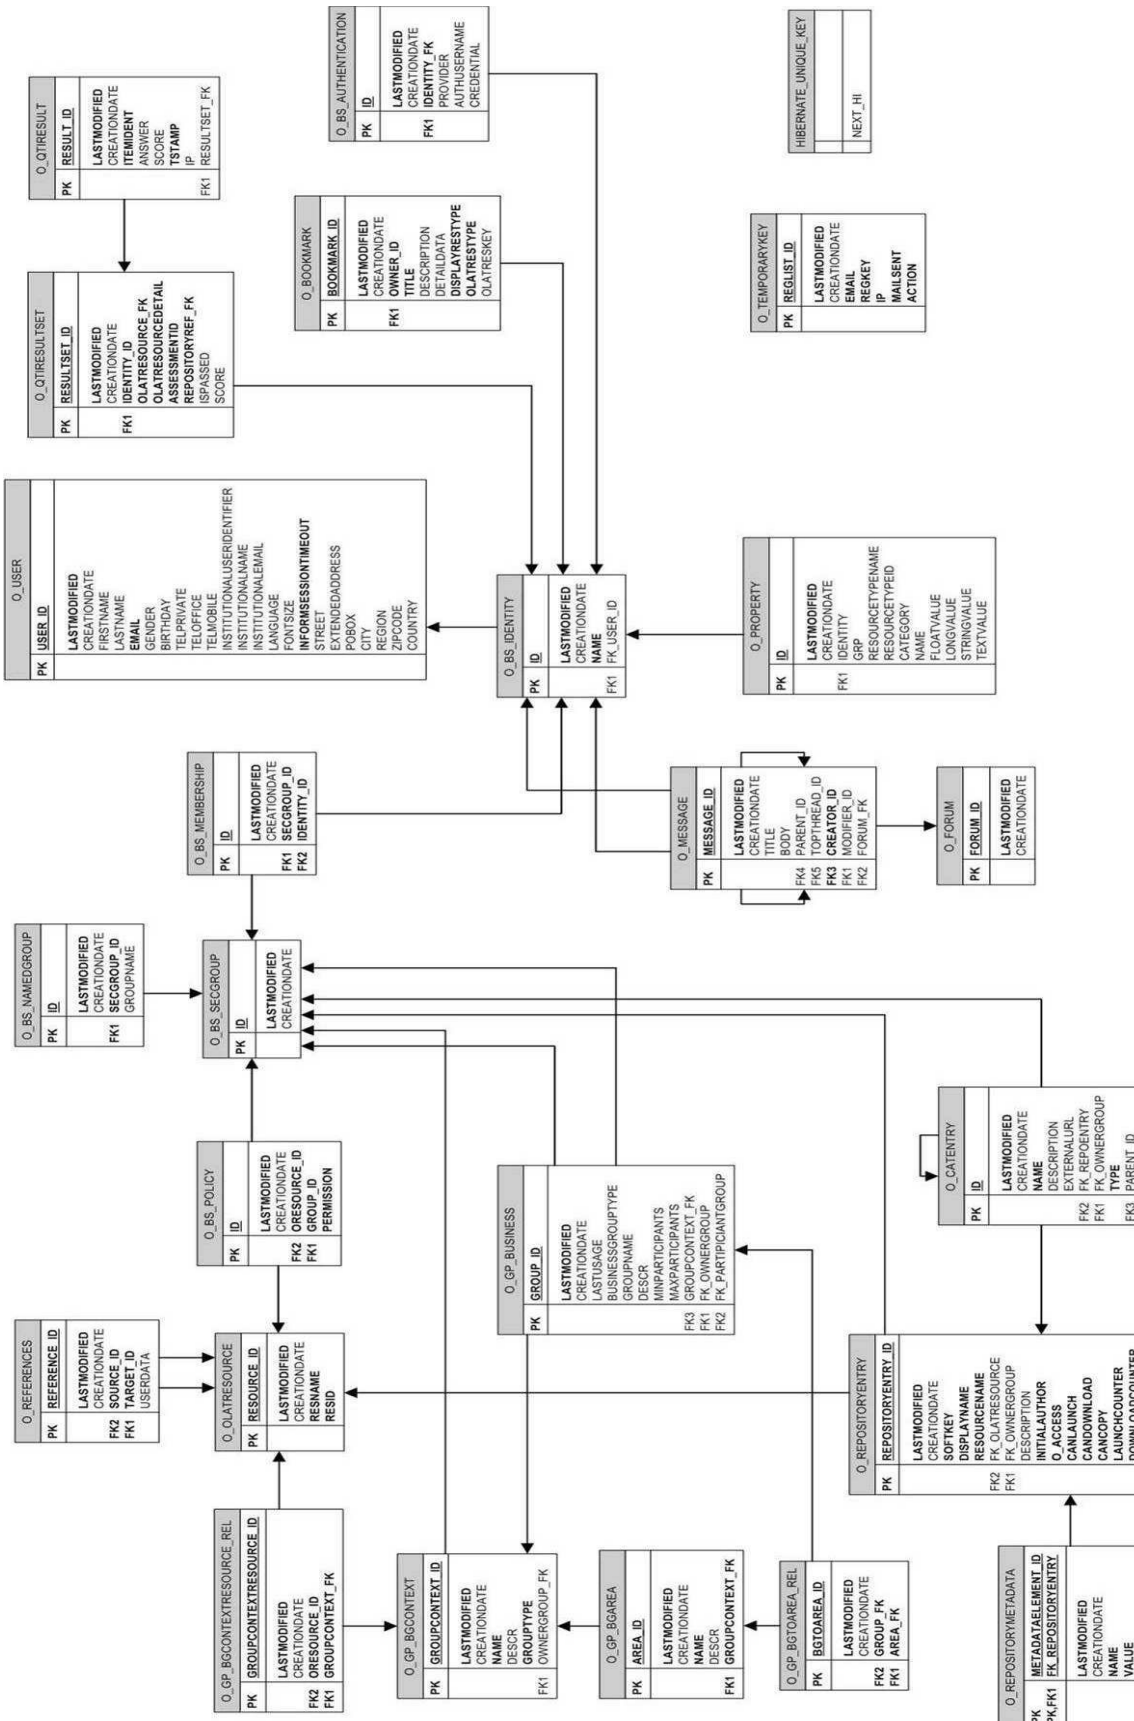 O_QTIRESULT
PK RESULT_ID
LASTMODIFIED
CREATIONDATE
ITEMIDENT
ANSWER
SCORE
TSTAMP
IP
FK1 RESULTSET_FK
O_BS_AUTHENTICATION
PK ID
LASTMODIFIED
CREATIONDATE
FK1 IDENTITY_FK
PROVIDER
AUTHUSERNAME
CREDENTIAL
HIBERNATE_UNIQUE_KEY
NEXT_HI
O_QTIRESULTSET
PK RESULTSET_ID
LASTMODIFIED
CREATIONDATE
FK1 IDENTITY_ID
OLATRESOURCE_FK
OLATRESOURCEDETAIL
ASSESSMENTID
REPOSITORYREF_FK
ISPASSED
SCORE
O_BOOKMARK
PK BOOKMARK_ID
LASTMODIFIED
CREATIONDATE
FK1 OWNER_ID
TITLE
DESCRIPTION
DETAILDATA
DISPLAYRESTYPE
OLATRESTYPE
OLATRESKEY
O_TEMPORARYKEY
PK REGLIST_ID
LASTMODIFIED
CREATIONDATE
EMAIL
REGKEY
IP
MAILSENT
ACTION
O_USER
PK USER_ID
LASTMODIFIED
CREATIONDATE
FIRSTNAME
LASTNAME
EMAIL
GENDER
BIRTHDAY
TELPRIVATE
TELOFFICE
TELMOBILE
INSTITUTIONALUSERIDENTIFIER
INSTITUTIONALNAME
INSTITUTIONALEMAIL
LANGUAGE
FONTSIZE
INFORMSESSIONTIMEOUT
STREET
EXTENDEDADDRESS
POBOX
CITY
REGION
ZIPCODE
COUNTRY
O_BS_IDENTITY
PK ID
LASTMODIFIED
CREATIONDATE
NAME
FK1 FK_USER_ID
O_PROPERTY
PK ID
LASTMODIFIED
CREATIONDATE
FK1 IDENTITY
GRP
RESOURCETYPENAME
RESOURCETYPEID
CATEGORY
NAME
FLOATVALUE
LONGVALUE
STRINGVALUE
TEXTVALUE
O_BS_MEMBERSHIP
PK ID
LASTMODIFIED
CREATIONDATE
FK1 SECGROUP_ID
FK2 IDENTITY_ID
O_MESSAGE
PK MESSAGE_ID
LASTMODIFIED
CREATIONDATE
TITLE
BODY
FK4 PARENT_ID
FK5 TOPTHREAD_ID
FK3 CREATOR_ID
FK1 MODIFIER_ID
FK2 FORUM_FK
O_FORUM
PK FORUM_ID
LASTMODIFIED
CREATIONDATE
O_BS_NAMEDGROUP
PK ID
LASTMODIFIED
CREATIONDATE
FK1 SECGROUP_ID
GROUPNAME
O_BS_SECGROUP
PK ID
LASTMODIFIED
CREATIONDATE
O_BS_POLICY
PK ID
LASTMODIFIED
CREATIONDATE
FK2 ORESOURCE_ID
FK1 GROUP_ID
PERMISSION
O_GP_BUSINESS
PK GROUP_ID
LASTMODIFIED
CREATIONDATE
LASTUSAGE
BUSINESSGROUPTYPE
GROUPNAME
DESCR
MINPARTICIPANTS
MAXPARTICIPANTS
FK3 GROUPCONTEXT_FK
FK1 FK_OWNERGROUP
FK2 FK_PARTIPICIANTGROUP
O_CATENTRY
PK ID
LASTMODIFIED
CREATIONDATE
NAME
DESCRIPTION
EXTERNALURL
FK2 FK_REPOENTRY
FK1 FK_OWNERGROUP
TYPE
FK3 PARENT_ID
O_REFERENCES
PK REFERENCE_ID
LASTMODIFIED
CREATIONDATE
FK2 SOURCE_ID
FK1 TARGET_ID
USERDATA
O_OLATRESOURCE
PK RESOURCE_ID
LASTMODIFIED
CREATIONDATE
RESNAME
RESID
O_REPOSITORYENTRY
PK REPOSITORYENTRY_ID
LASTMODIFIED
CREATIONDATE
SOFTKEY
DISPLAYNAME
RESOURCENAME
FK2 FK_OLATRESOURCE
FK1 FK_OWNERGROUP
DESCRIPTION
INITIALAUTHOR
O_ACCESS
CANLAUNCH
CANDOWNLOAD
CANCOPY
LAUNCHCOUNTER
DOWNLOADCOUNTER
O_GP_BGCONTEXTRESOURCE_REL
PK GROUPCONTEXTRESOURCE_ID
LASTMODIFIED
CREATIONDATE
FK2 ORESOURCE_ID
FK1 GROUPCONTEXT_FK
O_GP_BGCONTEXT
PK GROUPCONTEXT_ID
LASTMODIFIED
CREATIONDATE
NAME
DESCR
GROUPTYPE
FK1 OWNERGROUP_FK
O_GP_BGAREA
PK AREA_ID
LASTMODIFIED
CREATIONDATE
NAME
DESCR
FK1 GROUPCONTEXT_FK
O_GP_BGTOAREA_REL
PK BGTOAREA_ID
LASTMODIFIED
CREATIONDATE
FK2 GROUP_FK
FK1 AREA_FK
O_REPOSITORYMETADATA
PK METADATAELEMENT_ID
PK,FK1 FK_REPOSITORYENTRY
LASTMODIFIED
CREATIONDATE
NAME
VALUE